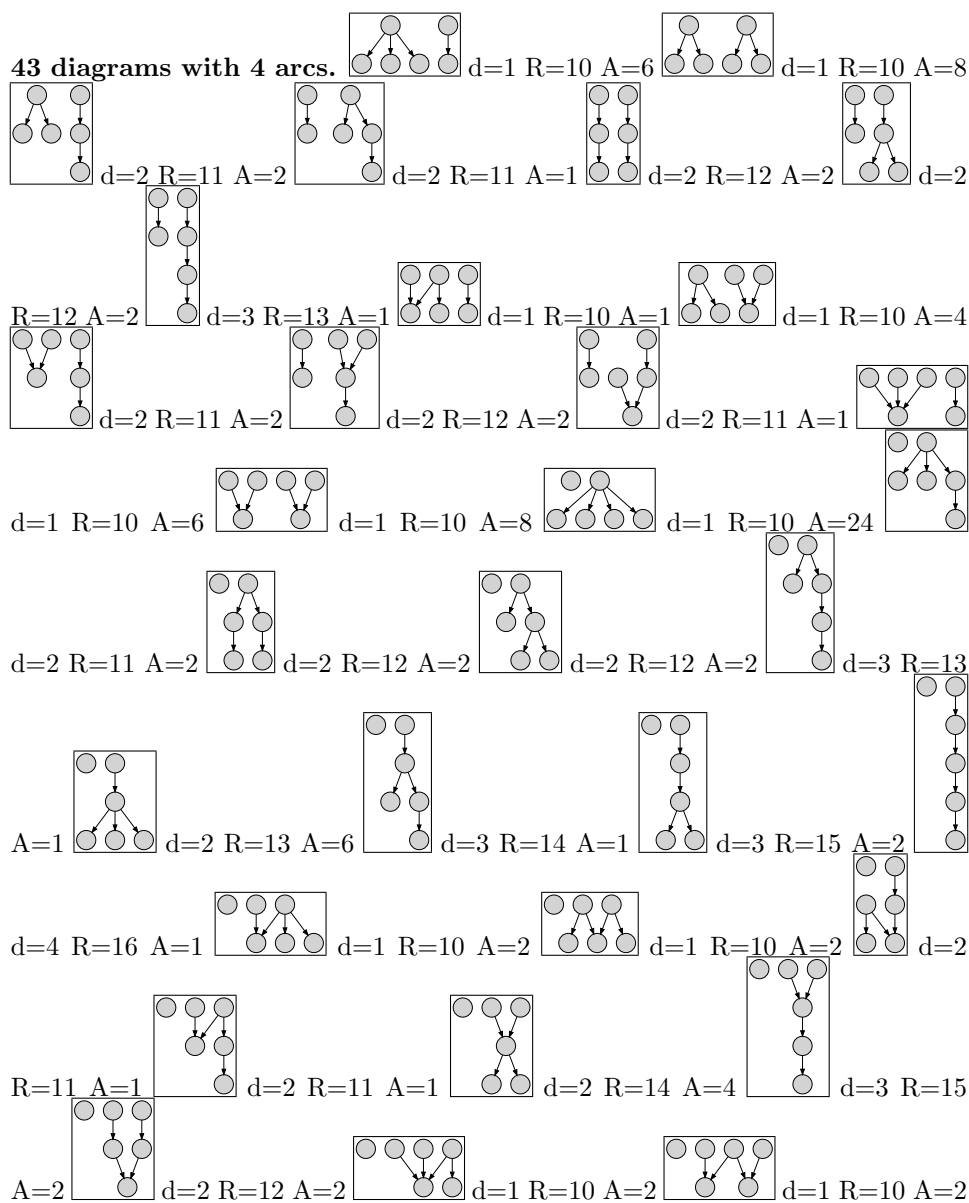 43 diagrams with 4 arcs. d=1 R=10 A=6 d=1 R=10 A=8
d=2 R=11 A=2 d=2 R=11 A=1 d=2 R=12 A=2 d=2
R=12 A=2 d=3 R=13 A=1 d=1 R=10 A=1 d=1 R=10 A=4
d=2 R=11 A=2 d=2 R=12 A=2 d=2 R=11 A=1
d=1 R=10 A=6 d=1 R=10 A=8 d=1 R=10 A=24
d=2 R=11 A=2 d=2 R=12 A=2 d=2 R=12 A=2 d=3 R=13
A=1 d=2 R=13 A=6 d=3 R=14 A=1 d=3 R=15 A=2
d=4 R=16 A=1 d=1 R=10 A=2 d=1 R=10 A=2 d=2
R=11 A=1 d=2 R=11 A=1 d=2 R=14 A=4 d=3 R=15
A=2 d=2 R=12 A=2 d=1 R=10 A=2 d=1 R=10 A=2